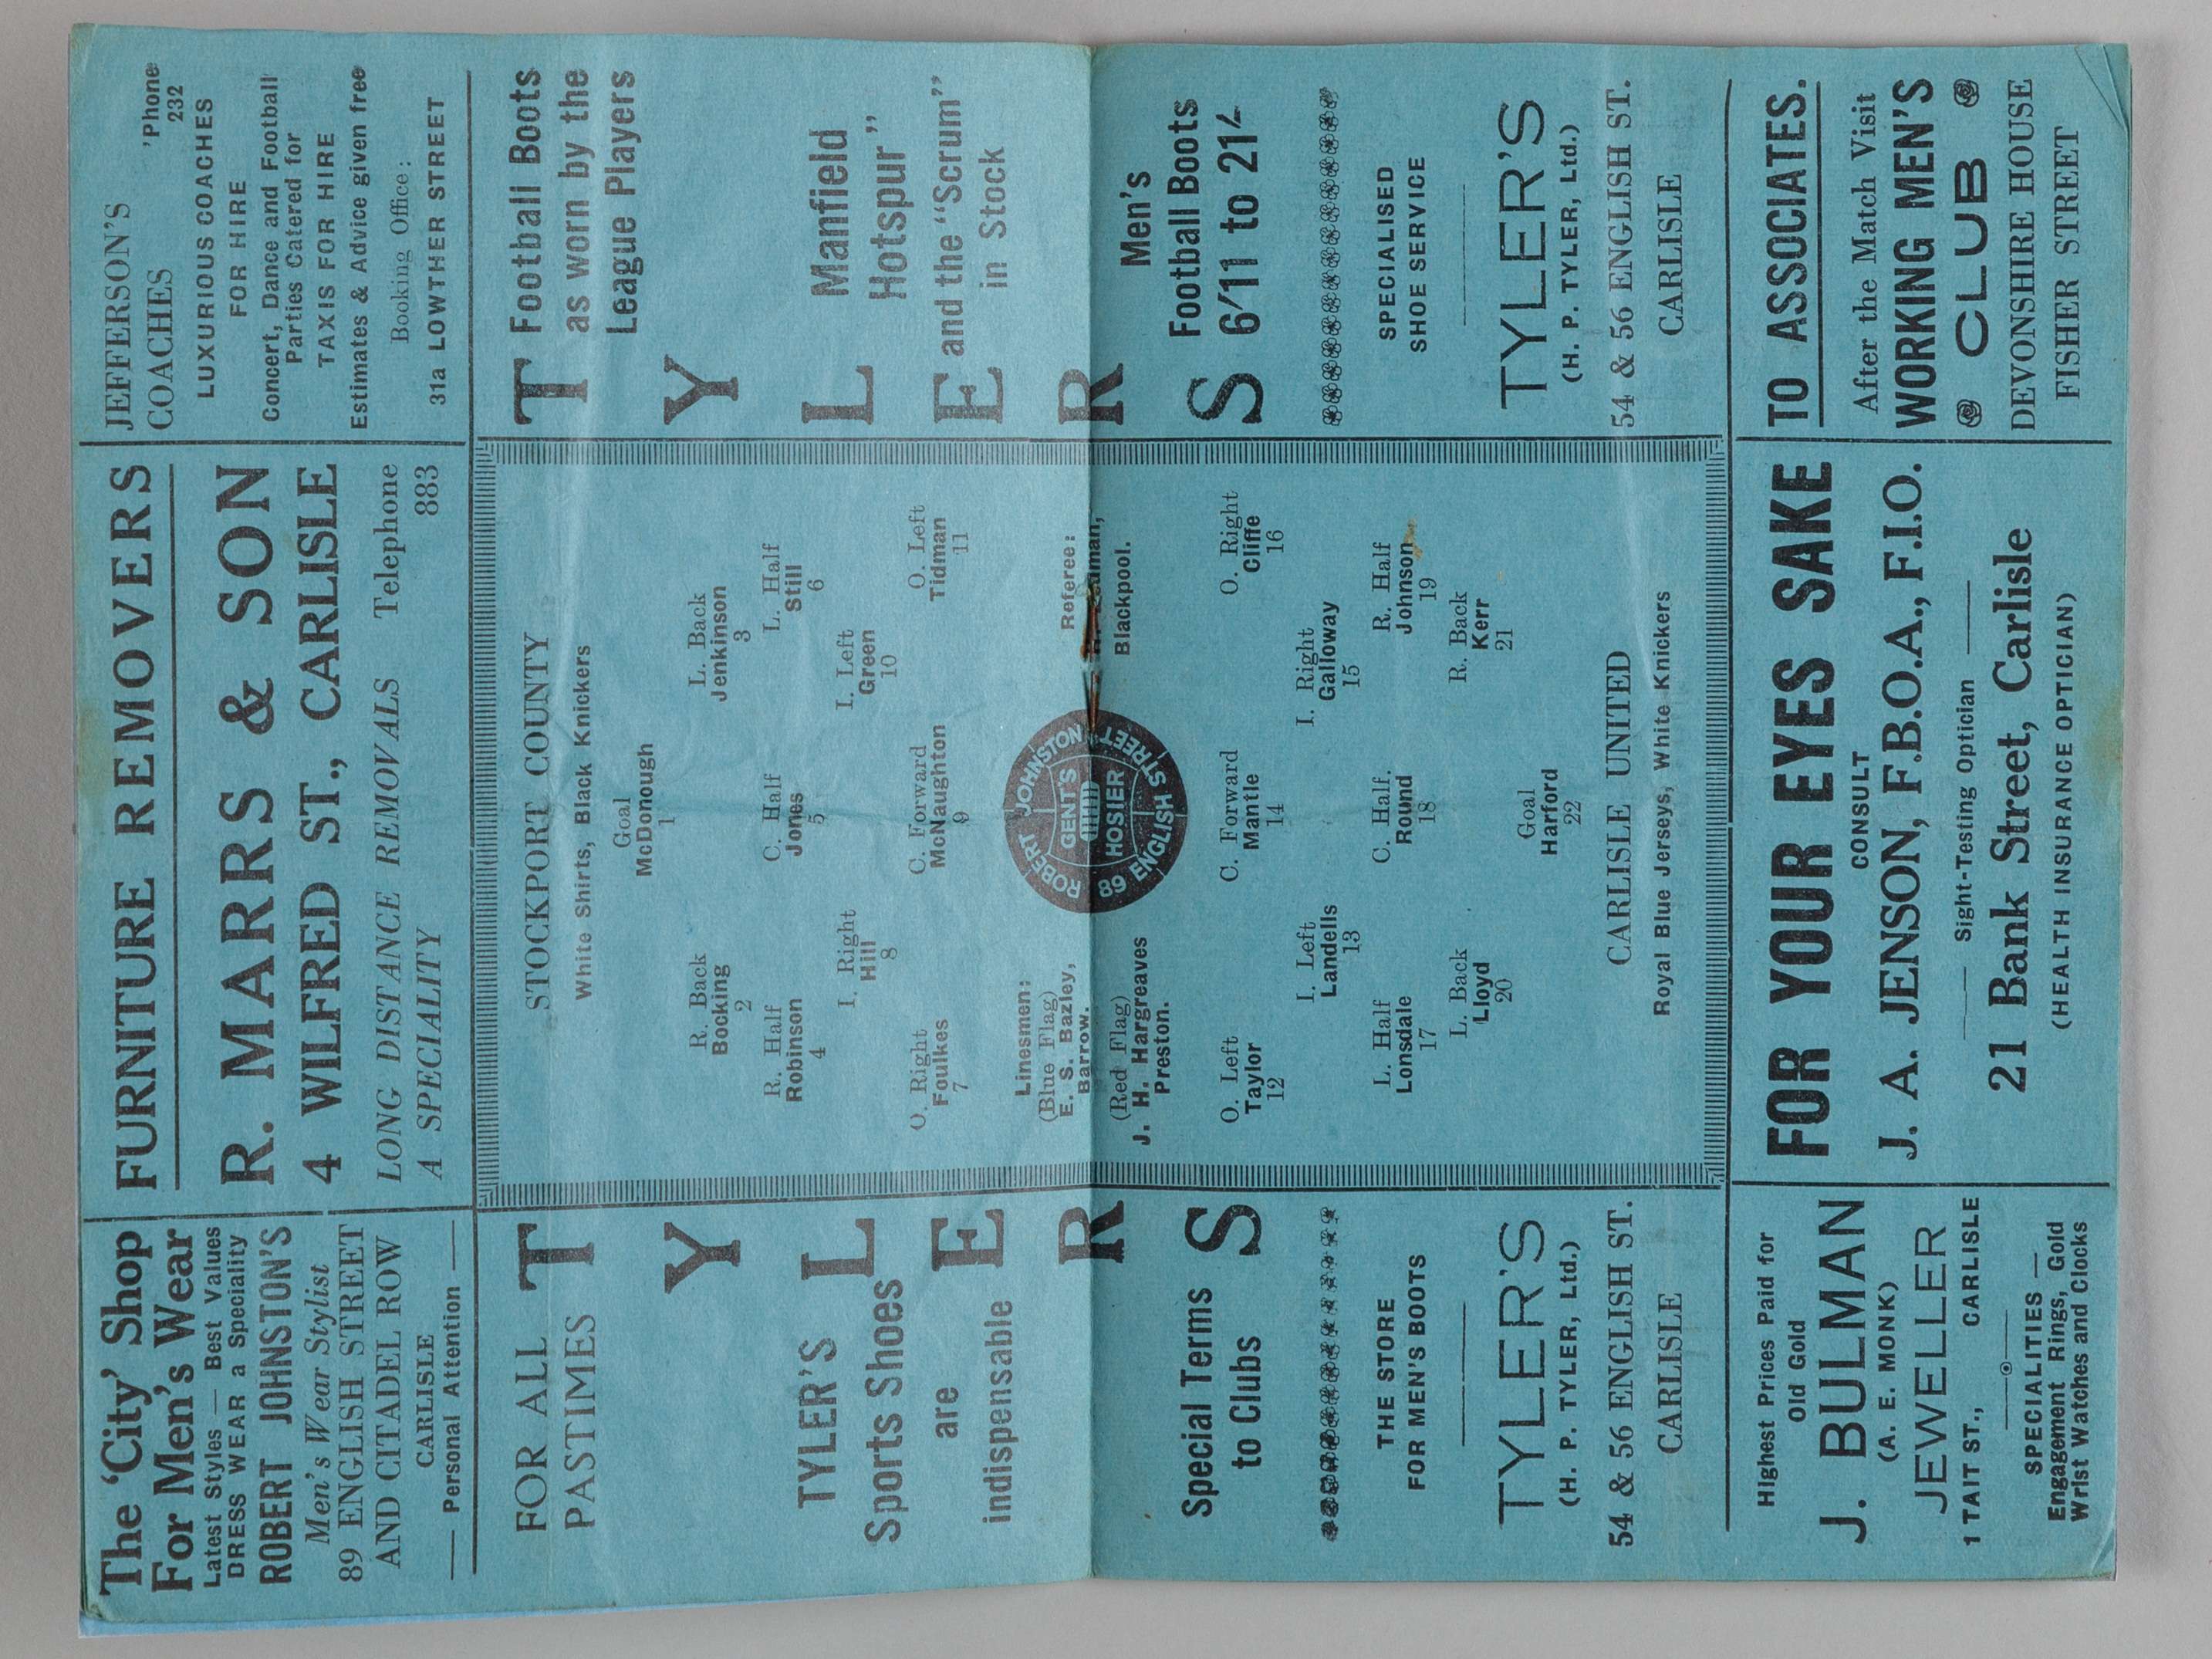 The 'City' Shop
For Men's Wear
Latest Styles — Best Values
DRESS WEAR a Speciality
ROBERT JOHNSTON'S
Men's Wear Stylist
89 ENGLISH STREET
AND CITADEL ROW
CARLISLE
— Personal Attention —
FURNITURE REMOVERS
R. MARRS & SON
4 WILFRED ST., CARLISLE
LONG DISTANCE REMOVALS Telephone
A SPECIALITY 883
JEFFERSON'S 'Phone
COACHES 232
LUXURIOUS COACHES
FOR HIRE
Concert, Dance and Football
Parties Catered for
TAXIS FOR HIRE
Estimates & Advice given free
Booking Office:
31a LOWTHER STREET
FOR ALL
PASTIMES
TYLER'S
Sports Shoes
are
indispensable
Special Terms
to Clubs
T
Y
L
E
R
S
THE STORE
FOR MEN'S BOOTS
TYLER'S
(H. P. TYLER, Ltd.)
54 & 56 ENGLISH ST.
CARLISLE
STOCKPORT COUNTY
White Shirts, Black Knickers
Goal
McDonough
1
R. Back L. Back
Bocking Jenkinson
2 3
R. Half C. Half L. Half
Robinson Jones Still
4 5 6
I. Right I. Left
Hill Green
8 10
O. Right C. Forward O. Left
Foulkes McNaughton Tidman
7 9 11
Linesmen:
(Blue Flag)
E. S. Bazley,
Barrow.
(Red Flag)
J. H. Hargreaves
Preston.
ROBERT JOHNSTON
GENT'S
HOSIER
89 ENGLISH STREET
Referee:
Blackpool.
O. Left C. Forward O. Right
Taylor Mantle Cliffe
12 14 16
I. Left I. Right
Landells Galloway
13 15
L. Half C. Half. R. Half
Lonsdale Round Johnson
17 18 19
L. Back R. Back
Lloyd Kerr
20 21
Goal
Harford
22
CARLISLE UNITED
Royal Blue Jerseys, White Knickers
T
Y
L
E
R
S
Football Boots
as worn by the
League Players
Manfield
Hotspur"
and the "Scrum"
in Stock
Men's
Football Boots
6/11 to 21/-
SPECIALISED
SHOE SERVICE
TYLER'S
(H. P. TYLER, Ltd.)
54 & 56 ENGLISH ST.
CARLISLE
Highest Prices Paid for
Old Gold
J. BULMAN
(A. E. MONK)
JEWELLER
1 TAIT ST., CARLISLE
SPECIALITIES —
Engagement Rings, Gold
Wrist Watches and Clocks
FOR YOUR EYES SAKE
CONSULT
J. A. JENSON, F.B.O.A., F.I.O.
— Sight-Testing Optician —
21 Bank Street, Carlisle
(HEALTH INSURANCE OPTICIAN)
TO ASSOCIATES.
After the Match Visit
WORKING MEN'S
CLUB
DEVONSHIRE HOUSE
FISHER STREET